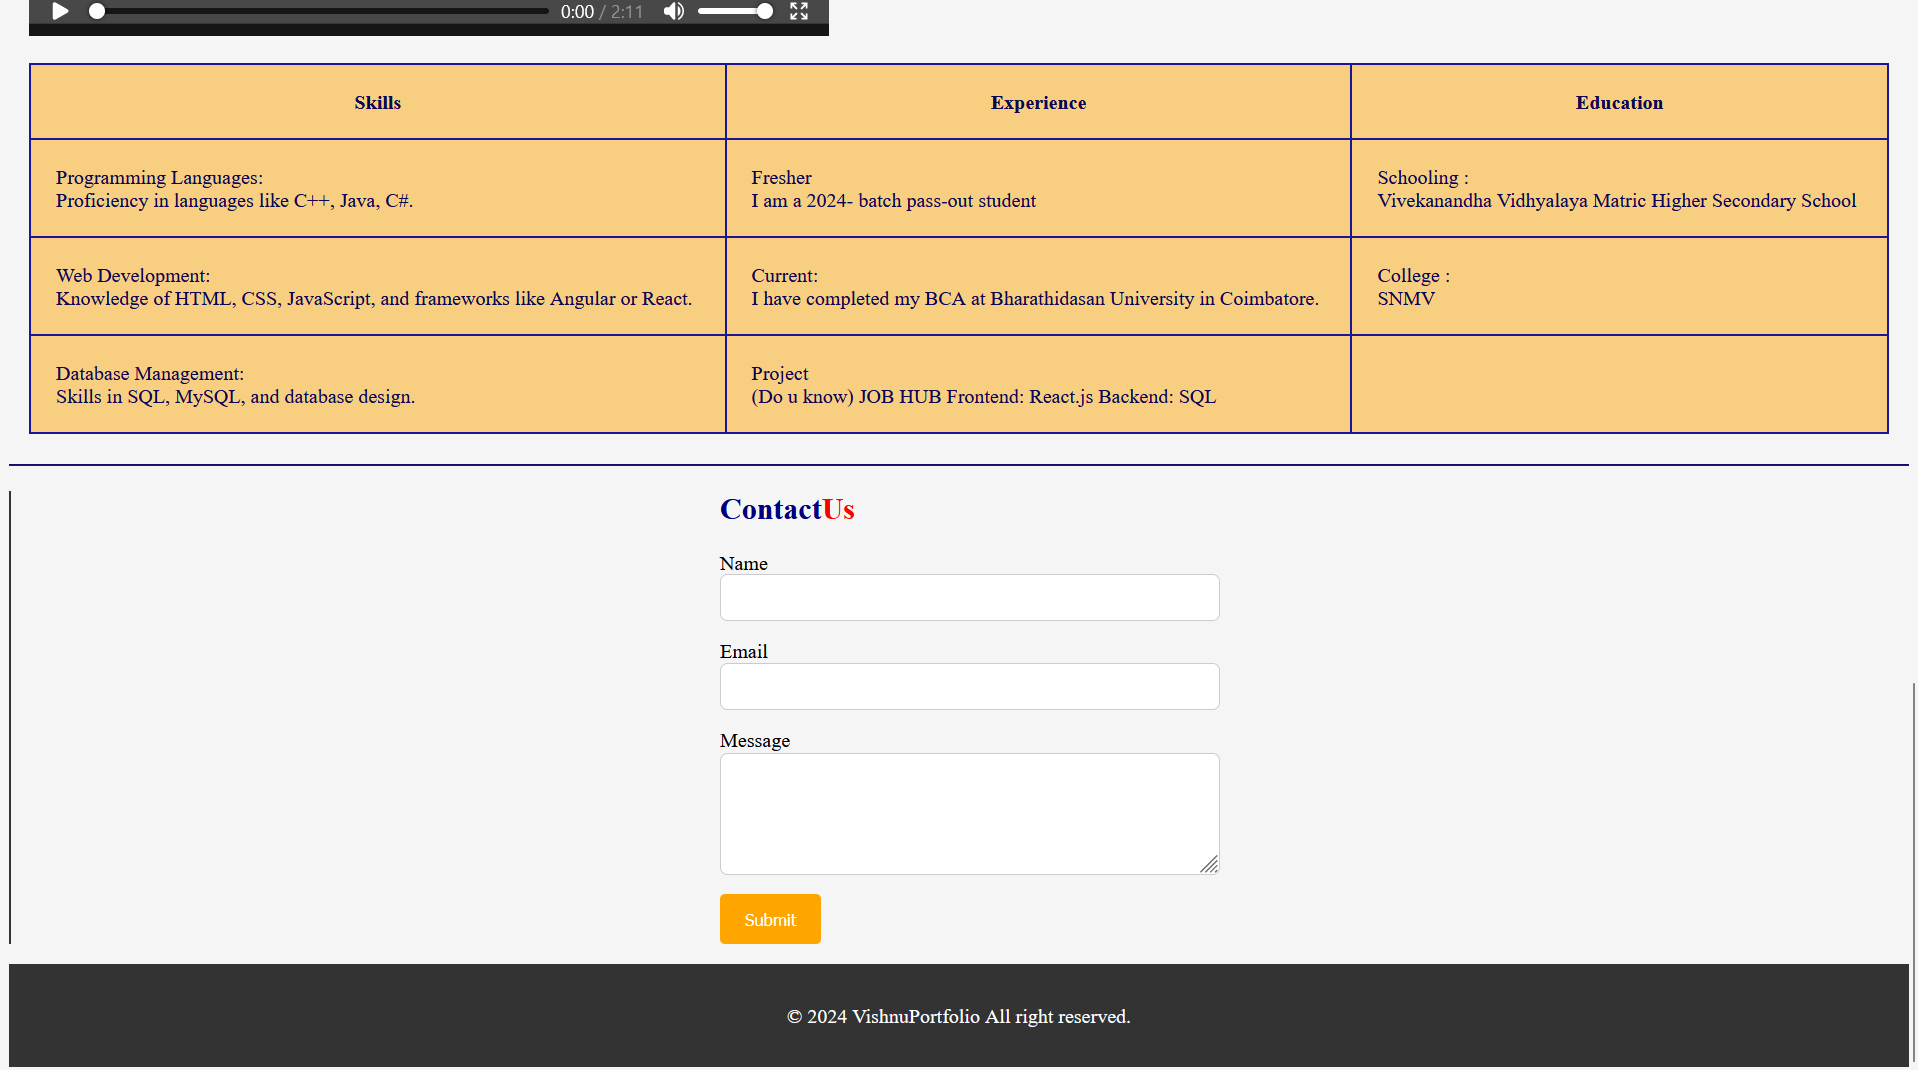 0:00 / 2:11
Skills
Experience
Education
Programming Languages:
Proficiency in languages like C++, Java, C#.
Fresher
I am a 2024- batch pass-out student
Schooling :
Vivekanandha Vidhyalaya Matric Higher Secondary School
Web Development:
Knowledge of HTML, CSS, JavaScript, and frameworks like Angular or React.
Current:
I have completed my BCA at Bharathidasan University in Coimbatore.
College :
SNMV
Database Management:
Skills in SQL, MySQL, and database design.
Project
(Do u know) JOB HUB Frontend: React.js Backend: SQL
ContactUs
Name
Email
Message
Submit
© 2024 VishnuPortfolio All right reserved.